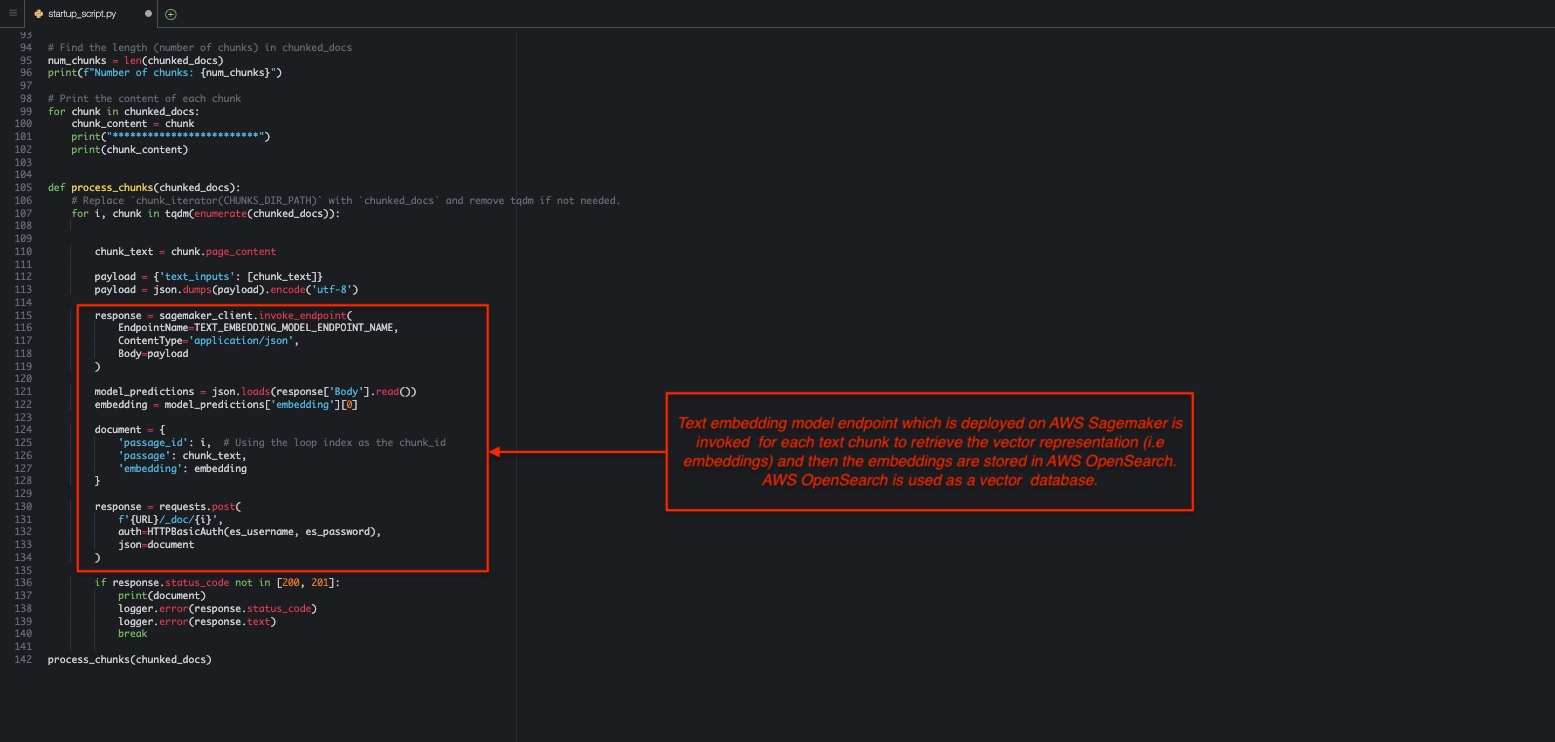 startup_script.py
93
94 # Find the length (number of chunks) in chunked_docs
95 num_chunks = len(chunked_docs)
96 print(f"Number of chunks: {num_chunks}")
97
98 # Print the content of each chunk
99 for chunk in chunked_docs:
100 chunk_content = chunk
101 print("*************************")
102 print(chunk_content)
103
104
105 def process_chunks(chunked_docs):
106 # Replace `chunk_iterator(CHUNKS_DIR_PATH)` with `chunked_docs` and remove tqdm if not needed.
107 for i, chunk in tqdm(enumerate(chunked_docs)):
108
109
110 chunk_text = chunk.page_content
111
112 payload = {'text_inputs': [chunk_text]}
113 payload = json.dumps(payload).encode('utf-8')
114
115 response = sagemaker_client.invoke_endpoint(
116 EndpointName=TEXT_EMBEDDING_MODEL_ENDPOINT_NAME,
117 ContentType='application/json',
118 Body=payload
119 )
120
121 model_predictions = json.loads(response['Body'].read())
122 embedding = model_predictions['embedding'][0]
123
124 document = {
125 'passage_id': i,  # Using the loop index as the chunk_id
126 'passage': chunk_text,
127 'embedding': embedding
128 }
129
130 response = requests.post(
131 f'{URL}/_doc/{i}',
132 auth=HTTPBasicAuth(es_username, es_password),
133 json=document
134 )
135
136 if response.status_code not in [200, 201]:
137 print(document)
138 logger.error(response.status_code)
139 logger.error(response.text)
140 break
141
142 process_chunks(chunked_docs)
Text embedding model endpoint which is deployed on AWS Sagemaker is
invoked for each text chunk to retrieve the vector representation (i.e
embeddings) and then the embeddings are stored in AWS OpenSearch.
AWS OpenSearch is used as a vector database.